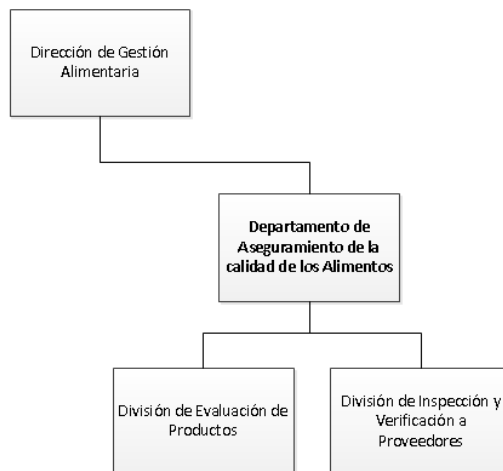 Dirección de Gestión
Alimentaria
Departamento de
Aseguramiento de la
calidad de los Alimentos
División de Evaluación de
Productos
División de Inspección y
Verificación a
Proveedores